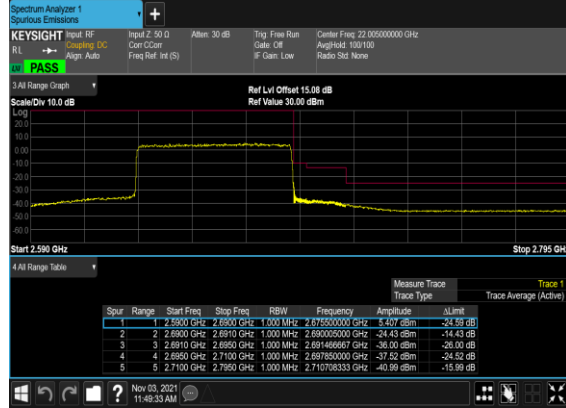 Spectrum Analyzer 1
Spurious Emissions
+
KEYSIGHT Input: RF Input Z: 50 Ω Atten: 30 dB Trig: Free Run Center Freq: 22.005000000 GHz
RL Coupling: DC Corr CCorr Gate: Off Avg|Hold: 100/100
Align: Auto Freq Ref: Int (S) IF Gain: Low Radio Std: None
PASS
3 All Range Graph
Ref Lvl Offset 15.08 dB
Scale/Div 10.0 dB Ref Value 30.00 dBm
Log
20.0
10.0
0.00
-10.0
-20.0
-30.0
-40.0
-50.0
-60.0
Start 2.590 GHz Stop 2.795 GH
4 All Range Table
Measure Trace Trace 1
Trace Type Trace Average (Active)
Spur Range Start Freq Stop Freq RBW Frequency Amplitude ΔLimit
1 1 2.5900 GHz 2.6900 GHz 1.000 MHz 2.675500000 GHz 5.407 dBm -24.59 dB
2 2 2.6900 GHz 2.6910 GHz 1.000 MHz 2.690005000 GHz -24.43 dBm -14.43 dB
3 3 2.6910 GHz 2.6950 GHz 1.000 MHz 2.691466667 GHz -36.00 dBm -26.00 dB
4 4 2.6950 GHz 2.7100 GHz 1.000 MHz 2.697850000 GHz -37.52 dBm -24.52 dB
5 5 2.7100 GHz 2.7950 GHz 1.000 MHz 2.710708333 GHz -40.99 dBm -15.99 dB
? Nov 03, 2021
11:49:33 AM